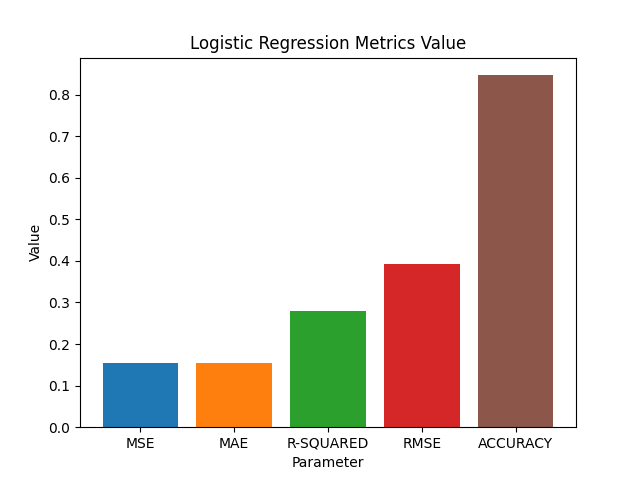 Logistic Regression Metrics Value
0.8
0.7
0.6
0.5
0.4
0.3
0.2
0.1
0.0
Value
MSE MAE R-SQUARED RMSE ACCURACY
Parameter